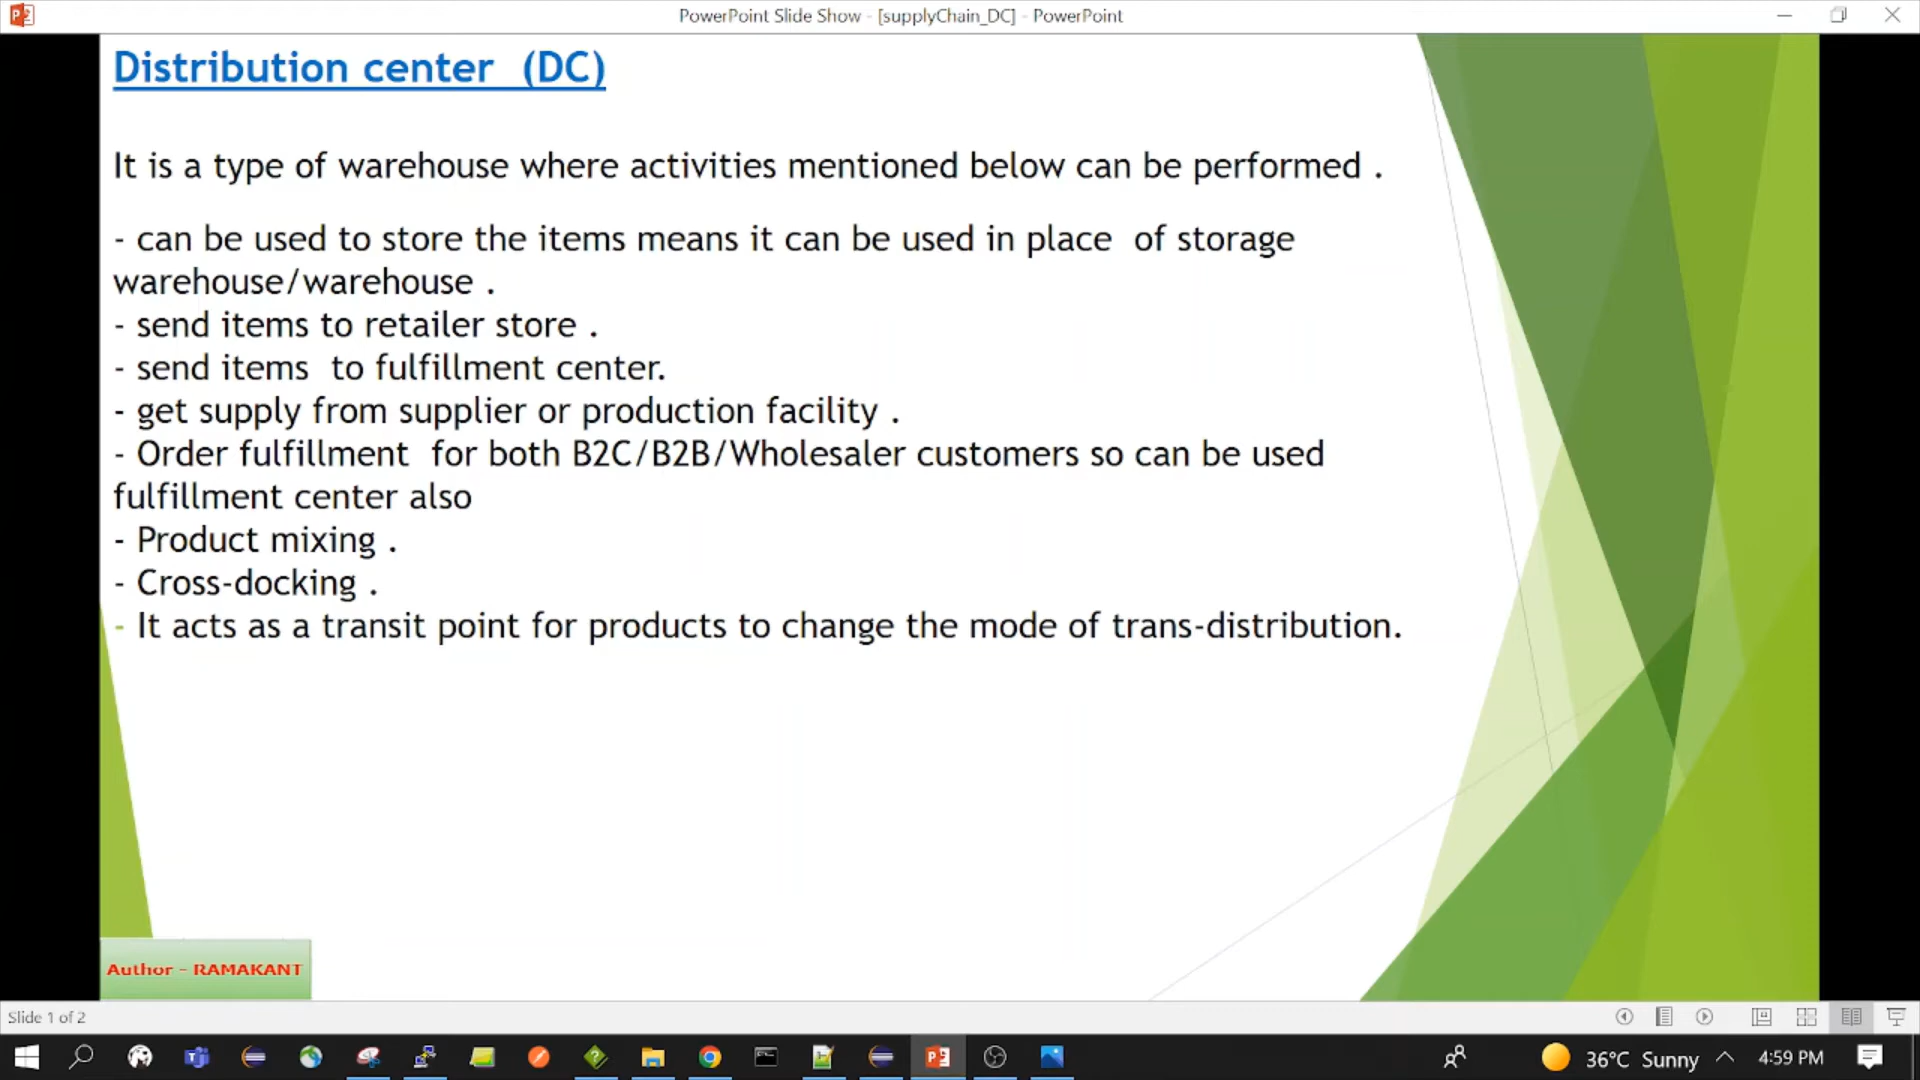 PowerPoint Slide Show - [supplyChain_DC] - PowerPoint
Distribution center  (DC)
It is a type of warehouse where activities mentioned below can be performed .
- can be used to store the items means it can be used in place  of storage
warehouse/warehouse .
- send items to retailer store .
- send items  to fulfillment center.
- get supply from supplier or production facility .
- Order fulfillment  for both B2C/B2B/Wholesaler customers so can be used
fulfillment center also
- Product mixing .
- Cross-docking .
- It acts as a transit point for products to change the mode of trans-distribution.
Author - RAMAKANT
Slide 1 of 2
36°C Sunny
4:59 PM